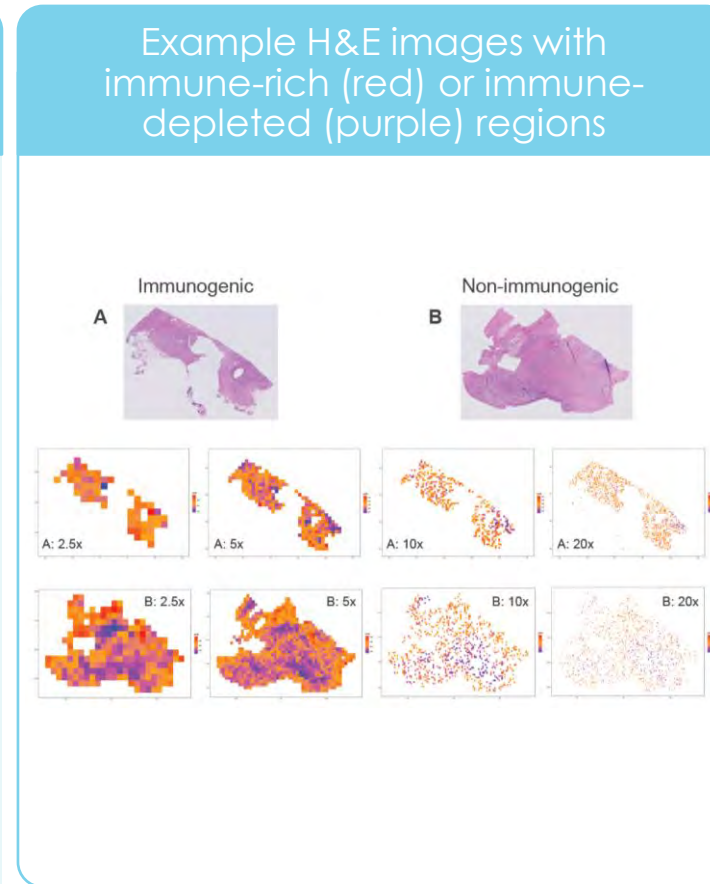 Example H&E images with
immune-rich (red) or immune-
depleted (purple) regions
Immunogenic
Non-immunogenic
A
B
A: 2.5x
A: 5x
A: 10x
A: 20x
B: 2.5x
B: 5x
B: 10x
B: 20x